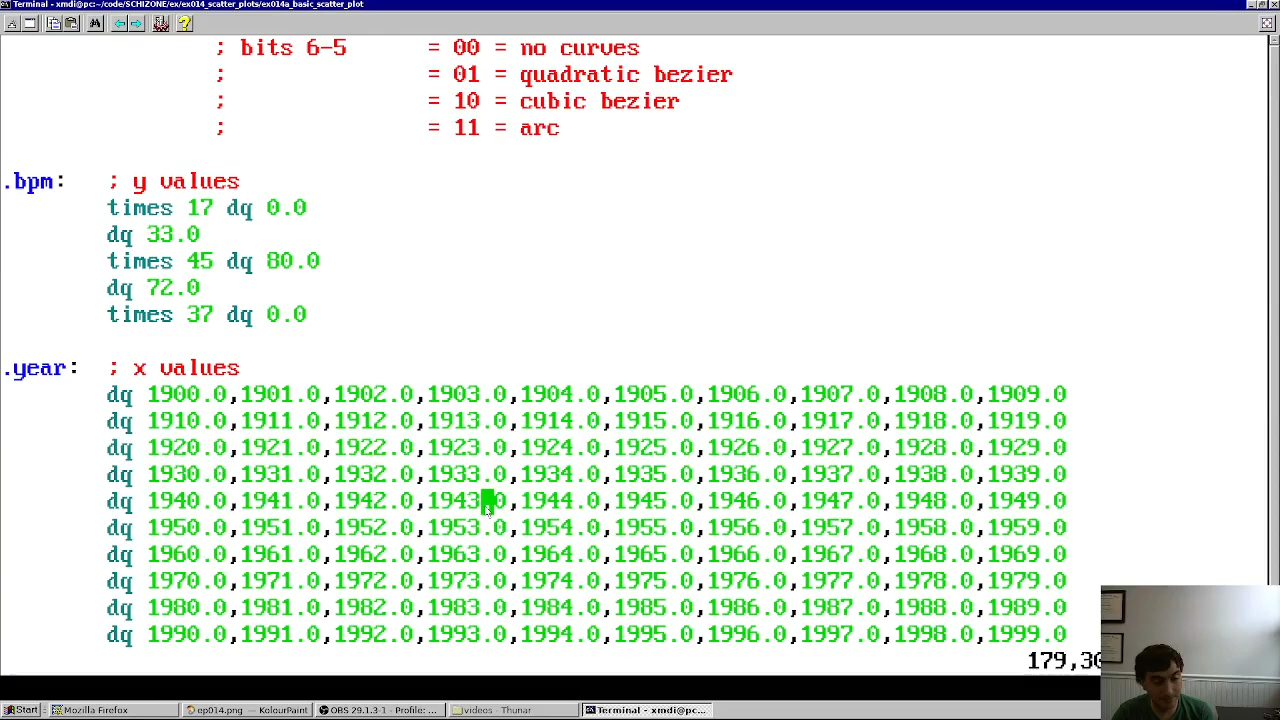 Terminal - xmdi@pc:~/code/SCHIZONE/ex/ex014_scatter_plots/ex014a_basic_scatter_plot
; bits 6-5 = 00 = no curves
; = 01 = quadratic bezier
; = 10 = cubic bezier
; = 11 = arc
.bpm: ; y values
times 17 dq 0.0
dq 33.0
times 45 dq 80.0
dq 72.0
times 37 dq 0.0
.year: ; x values
dq 1900.0,1901.0,1902.0,1903.0,1904.0,1905.0,1906.0,1907.0,1908.0,1909.0
dq 1910.0,1911.0,1912.0,1913.0,1914.0,1915.0,1916.0,1917.0,1918.0,1919.0
dq 1920.0,1921.0,1922.0,1923.0,1924.0,1925.0,1926.0,1927.0,1928.0,1929.0
dq 1930.0,1931.0,1932.0,1933.0,1934.0,1935.0,1936.0,1937.0,1938.0,1939.0
dq 1940.0,1941.0,1942.0,1943.0,1944.0,1945.0,1946.0,1947.0,1948.0,1949.0
dq 1950.0,1951.0,1952.0,1953.0,1954.0,1955.0,1956.0,1957.0,1958.0,1959.0
dq 1960.0,1961.0,1962.0,1963.0,1964.0,1965.0,1966.0,1967.0,1968.0,1969.0
dq 1970.0,1971.0,1972.0,1973.0,1974.0,1975.0,1976.0,1977.0,1978.0,1979.0
dq 1980.0,1981.0,1982.0,1983.0,1984.0,1985.0,1986.0,1987.0,1988.0,1989.0
dq 1990.0,1991.0,1992.0,1993.0,1994.0,1995.0,1996.0,1997.0,1998.0,1999.0
Start Mozilla Firefox ep014.png - KolourPaint OBS 29.1.3-1 - Profile: ... videos - Thunar Terminal - xmdi@pc:~/c...